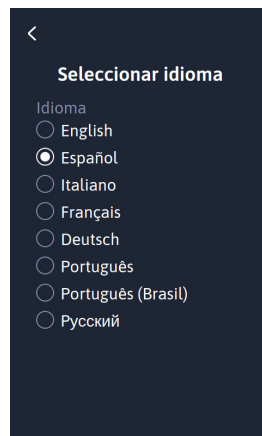 Seleccionar idioma
Idioma
English
Español
Italiano
Français
Deutsch
Português
Português (Brasil)
Русский